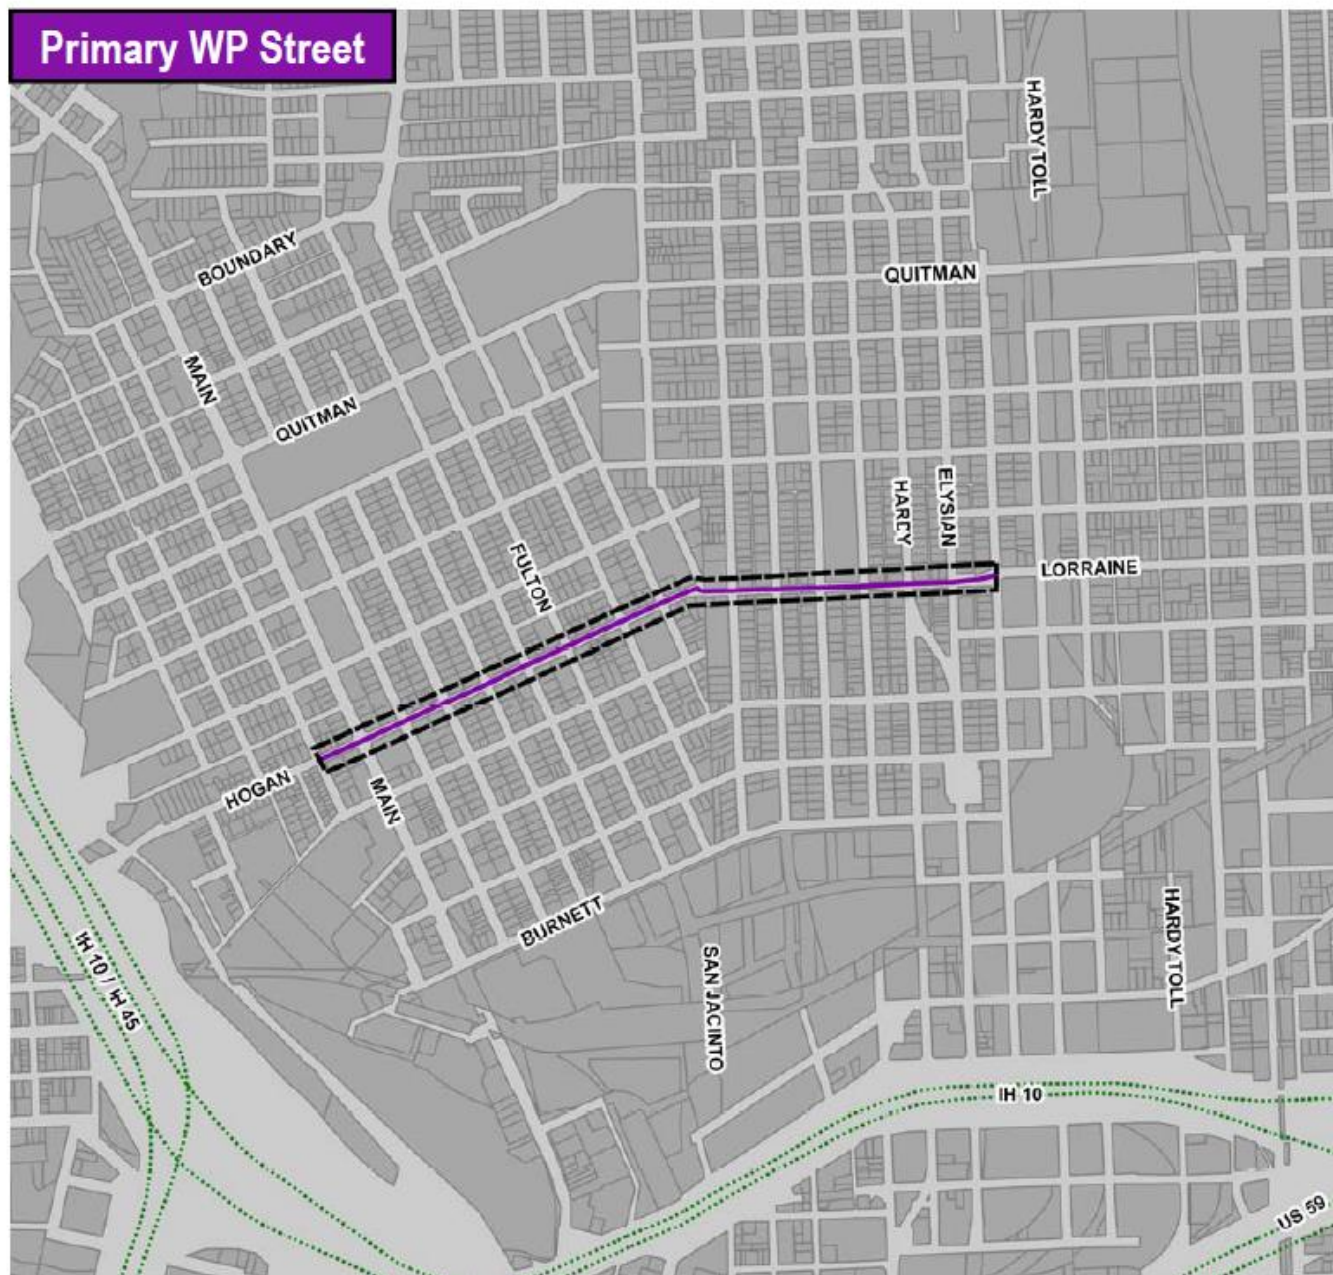 Primary WP Street
HARDY TOLL
BOUNDARY
QUITMAN
MAIN
QUITMAN
HARDY
ELYSIAN
FULTON
LORRAINE
HOGAN
MAIN
BURNETT
HARDY TOLL
IH 10 / IH 45
SAN JACINTO
IH 10
US 59